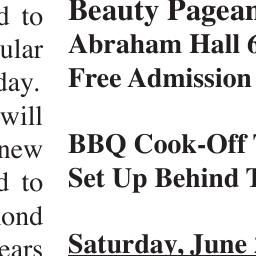 d to
ular
day.
will
new
d to
ond
ears
Beauty Pagean
Abraham Hall 6
Free Admission
BBQ Cook-Off
Set Up Behind T
Saturday, June